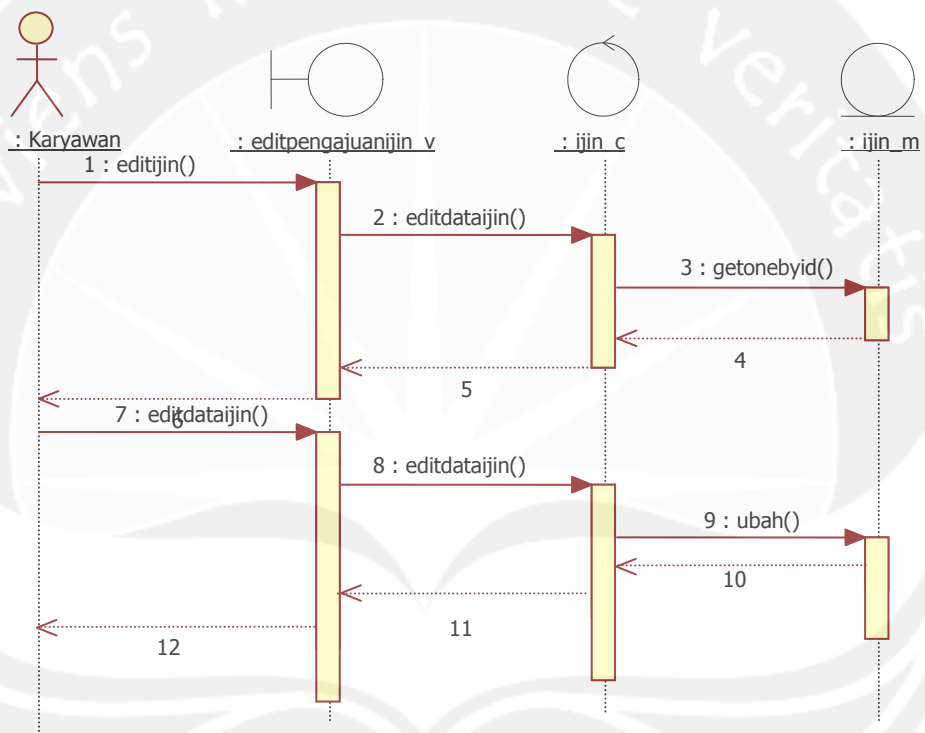 : Karyawan
: editpengajuanijin_v
: ijin_c
: ijin_m
1 : editijin()
2 : editdataijin()
3 : getonebyid()
4
5
6
7 : editdataijin()
8 : editdataijin()
9 : ubah()
10
11
12